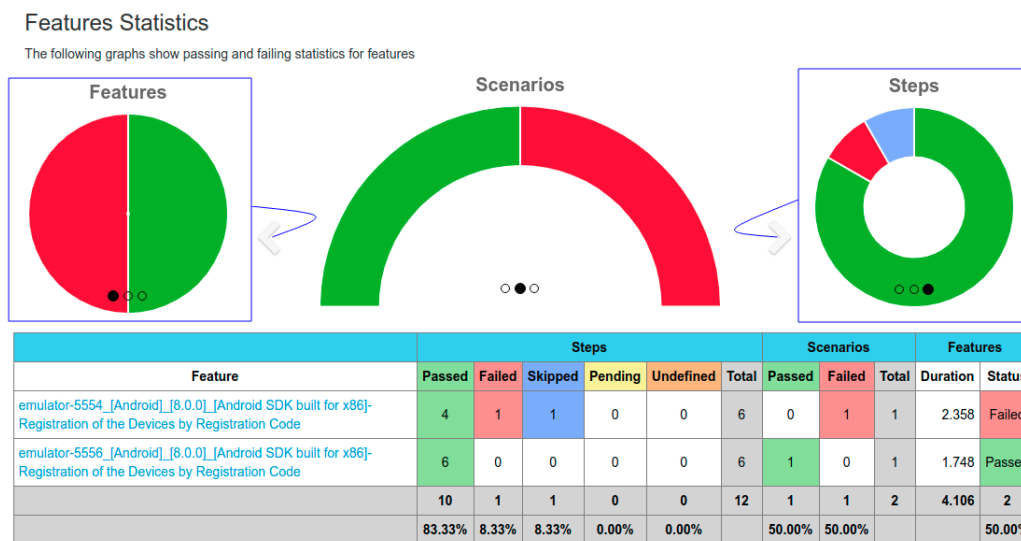 Features Statistics
The following graphs show passing and failing statistics for features
Features
Scenarios
Steps
Steps Scenarios Features
Feature Passed Failed Skipped Pending Undefined Total Passed Failed Total Duration Status
emulator-5554_[Android]_[8.0.0]_[Android SDK built for x86]-
Registration of the Devices by Registration Code
4 1 1 0 0 6 0 1 1 2.358 Failed
emulator-5556_[Android]_[8.0.0]_[Android SDK built for x86]-
Registration of the Devices by Registration Code
6 0 0 0 0 6 1 0 1 1.748 Passe
10 1 1 0 0 12 1 1 2 4.106 2
83.33% 8.33% 8.33% 0.00% 0.00% 50.00% 50.00% 50.00%